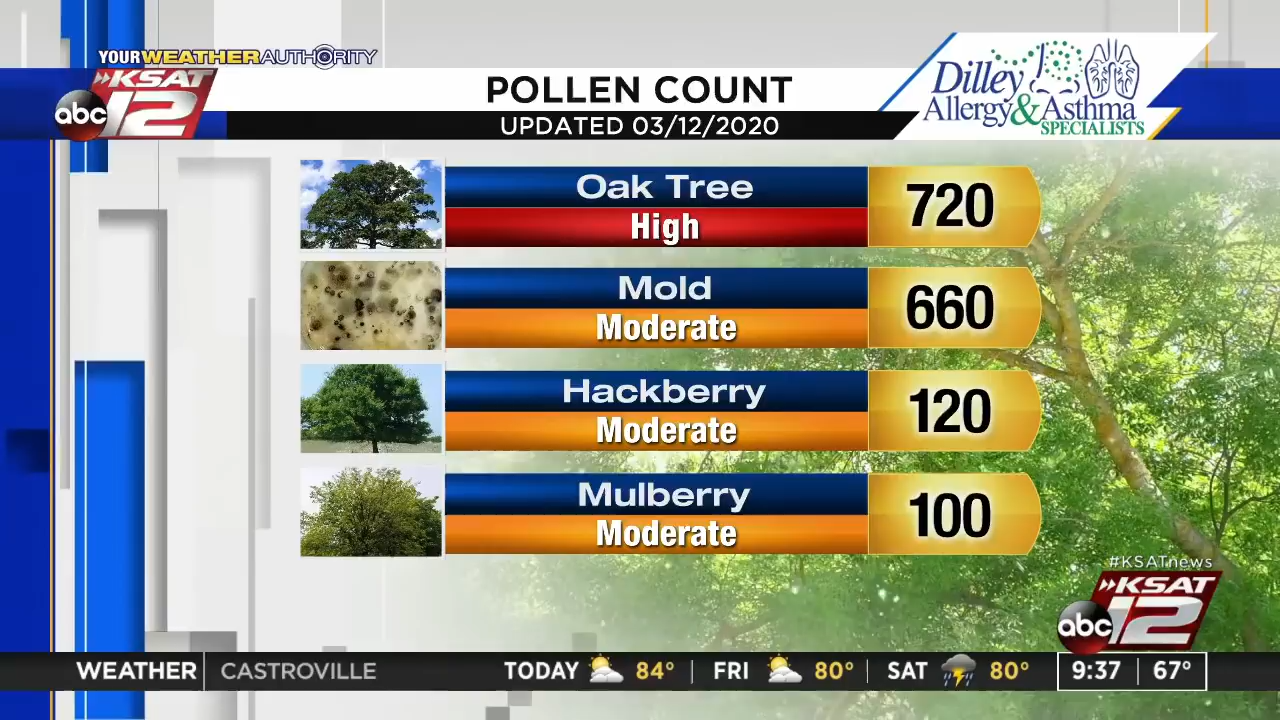 YOURWEATHERAUTHORITY
KSAT
abc 12
POLLEN COUNT
UPDATED 03/12/2020
Dilley
Allergy&Asthma
SPECIALISTS
Oak Tree
High
720
Mold
Moderate
660
Hackberry
Moderate
120
Mulberry
Moderate
100
#KSATnews
KSAT
abc 12
WEATHER CASTROVILLE TODAY 84° FRI 80° SAT 80° 9:37 67°